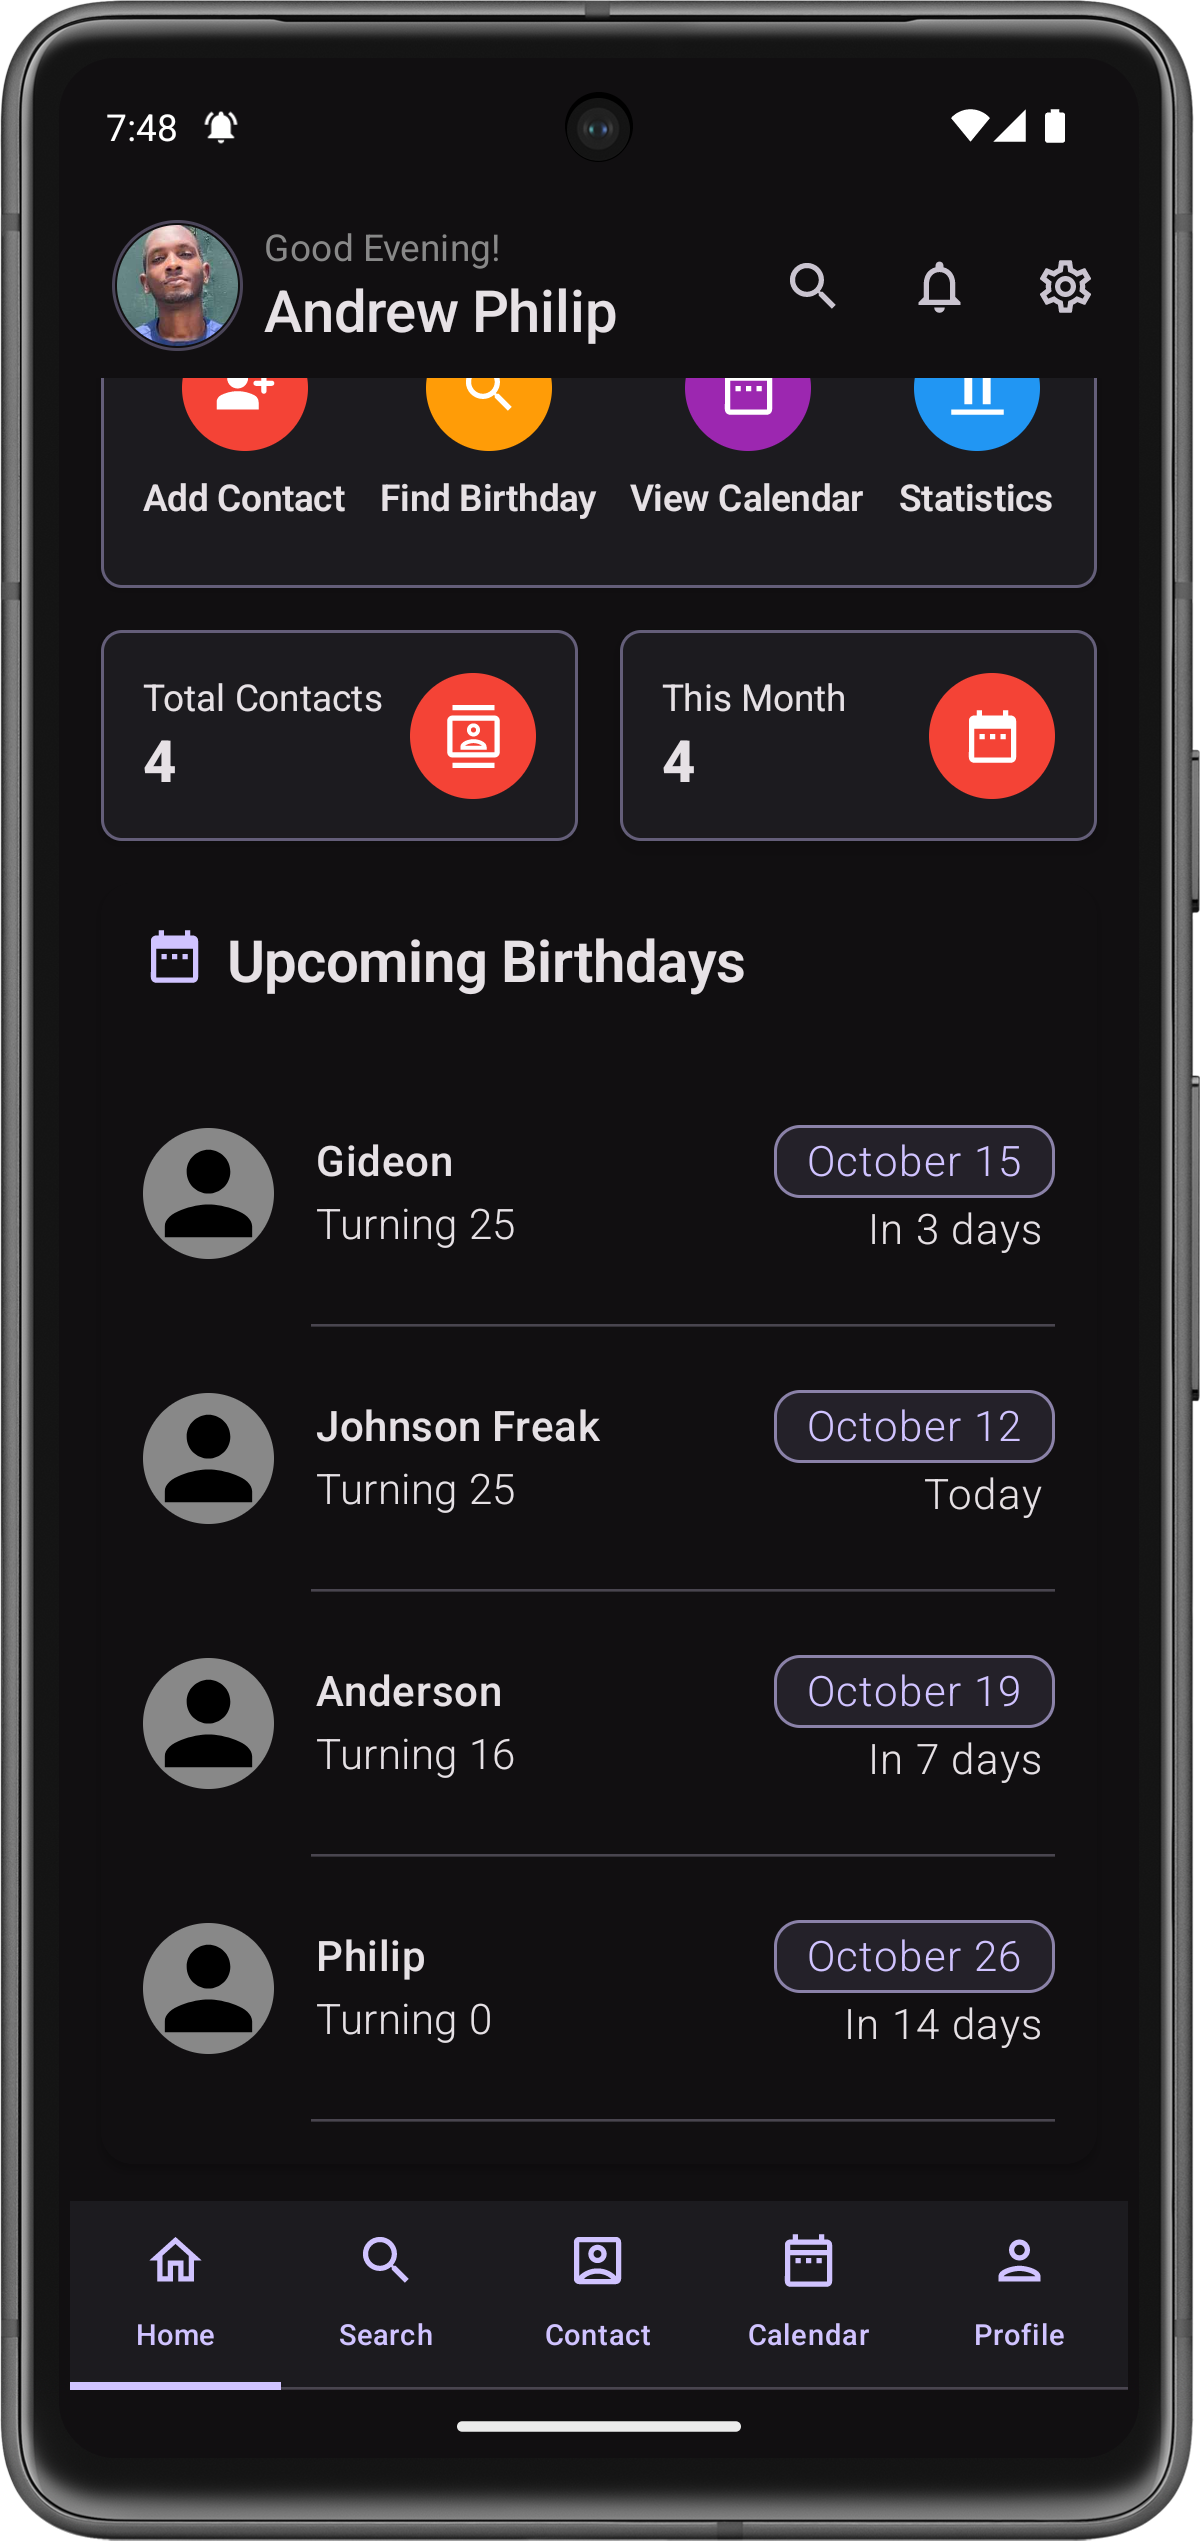 7:48
Good Evening!
Andrew Philip
Add Contact
Find Birthday
View Calendar
Statistics
Total Contacts
4
This Month
4
Upcoming Birthdays
Gideon
October 15
Turning 25
In 3 days
Johnson Freak
October 12
Turning 25
Today
Anderson
October 19
Turning 16
In 7 days
Philip
October 26
Turning 0
In 14 days
Home
Search
Contact
Calendar
Profile